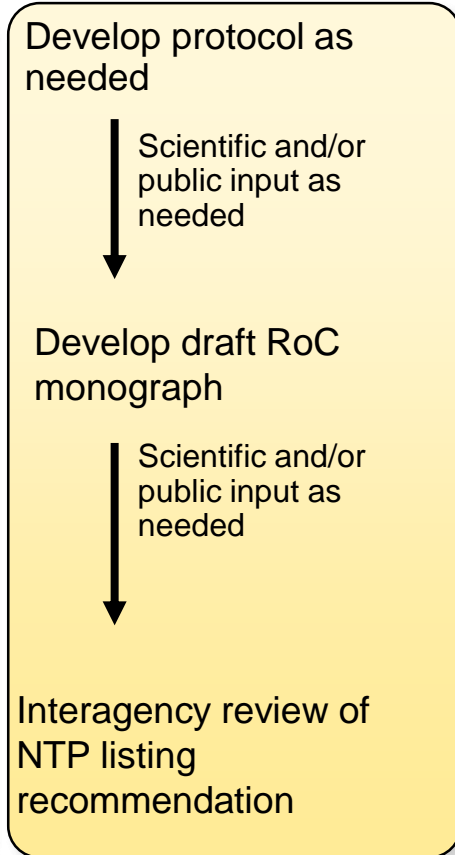 Develop protocol as
needed
Scientific and/or
public input as
needed
Develop draft RoC
monograph
Scientific and/or
public input as
needed
Interagency review of
NTP listing
recommendation